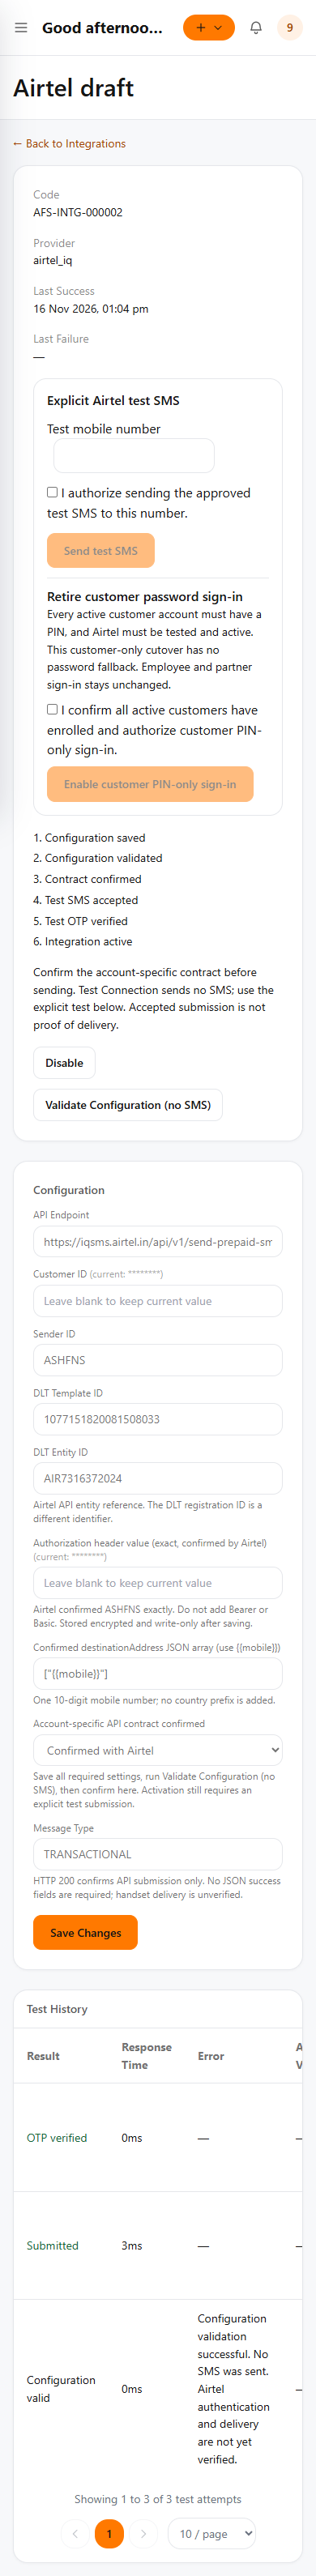 Good afternoo...
9
Airtel draft
← Back to Integrations
Code
AFS-INTG-000002
Provider
airtel_iq
Last Success
16 Nov 2026, 01:04 pm
Last Failure
—
Explicit Airtel test SMS
Test mobile number
I authorize sending the approved
test SMS to this number.
Send test SMS
Retire customer password sign-in
Every active customer account must have a
PIN, and Airtel must be tested and active.
This customer-only cutover has no
password fallback. Employee and partner
sign-in stays unchanged.
I confirm all active customers have
enrolled and authorize customer PIN-
only sign-in.
Enable customer PIN-only sign-in
1. Configuration saved
2. Configuration validated
3. Contract confirmed
4. Test SMS accepted
5. Test OTP verified
6. Integration active
Confirm the account-specific contract before
sending. Test Connection sends no SMS; use the
explicit test below. Accepted submission is not
proof of delivery.
Disable
Validate Configuration (no SMS)
Configuration
API Endpoint
https://iqsms.airtel.in/api/v1/send-prepaid-sm
Customer ID (current: ********)
Leave blank to keep current value
Sender ID
ASHFNS
DLT Template ID
1077151820081508033
DLT Entity ID
AIR7316372024
Airtel API entity reference. The DLT registration ID is a
different identifier.
Authorization header value (exact, confirmed by Airtel)
(current: ********)
Leave blank to keep current value
Airtel confirmed ASHFNS exactly. Do not add Bearer or
Basic. Stored encrypted and write-only after saving.
Confirmed destinationAddress JSON array (use {{mobile}})
["{{mobile}}"]
One 10-digit mobile number; no country prefix is added.
Account-specific API contract confirmed
Confirmed with Airtel
Save all required settings, run Validate Configuration (no
SMS), then confirm here. Activation still requires an
explicit test submission.
Message Type
TRANSACTIONAL
HTTP 200 confirms API submission only. No JSON success
fields are required; handset delivery is unverified.
Save Changes
Test History
Result Response Time Error
OTP verified 0ms — —
Submitted 3ms — —
Configuration valid 0ms Configuration validation successful. No SMS was sent. Airtel authentication and delivery are not yet verified. —
Showing 1 to 3 of 3 test attempts
1
10 / page